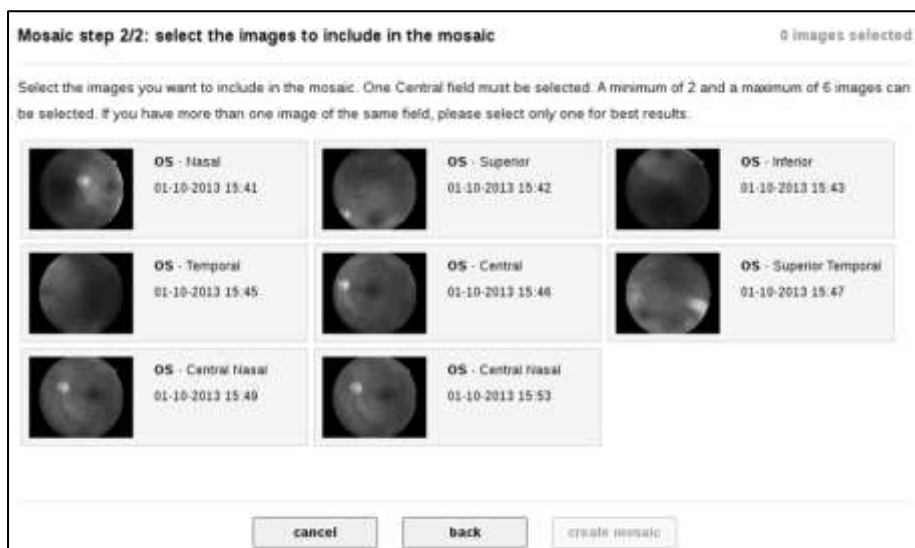 Mosaic step 2/2: select the images to include in the mosaic
0 images selected
Select the images you want to include in the mosaic. One Central field must be selected. A minimum of 2 and a maximum of 6 images can
be selected. If you have more than one image of the same field, please select only one for best results.
OS - Nasal
01-10-2013 15:41
OS - Superior
01-10-2013 15:42
OS - Inferior
01-10-2013 15:43
OS - Temporal
01-10-2013 15:45
OS - Central
01-10-2013 15:46
OS - Superior Temporal
01-10-2013 15:47
OS - Central Nasal
01-10-2013 15:49
OS - Central Nasal
01-10-2013 15:53
cancel
back
create mosaic